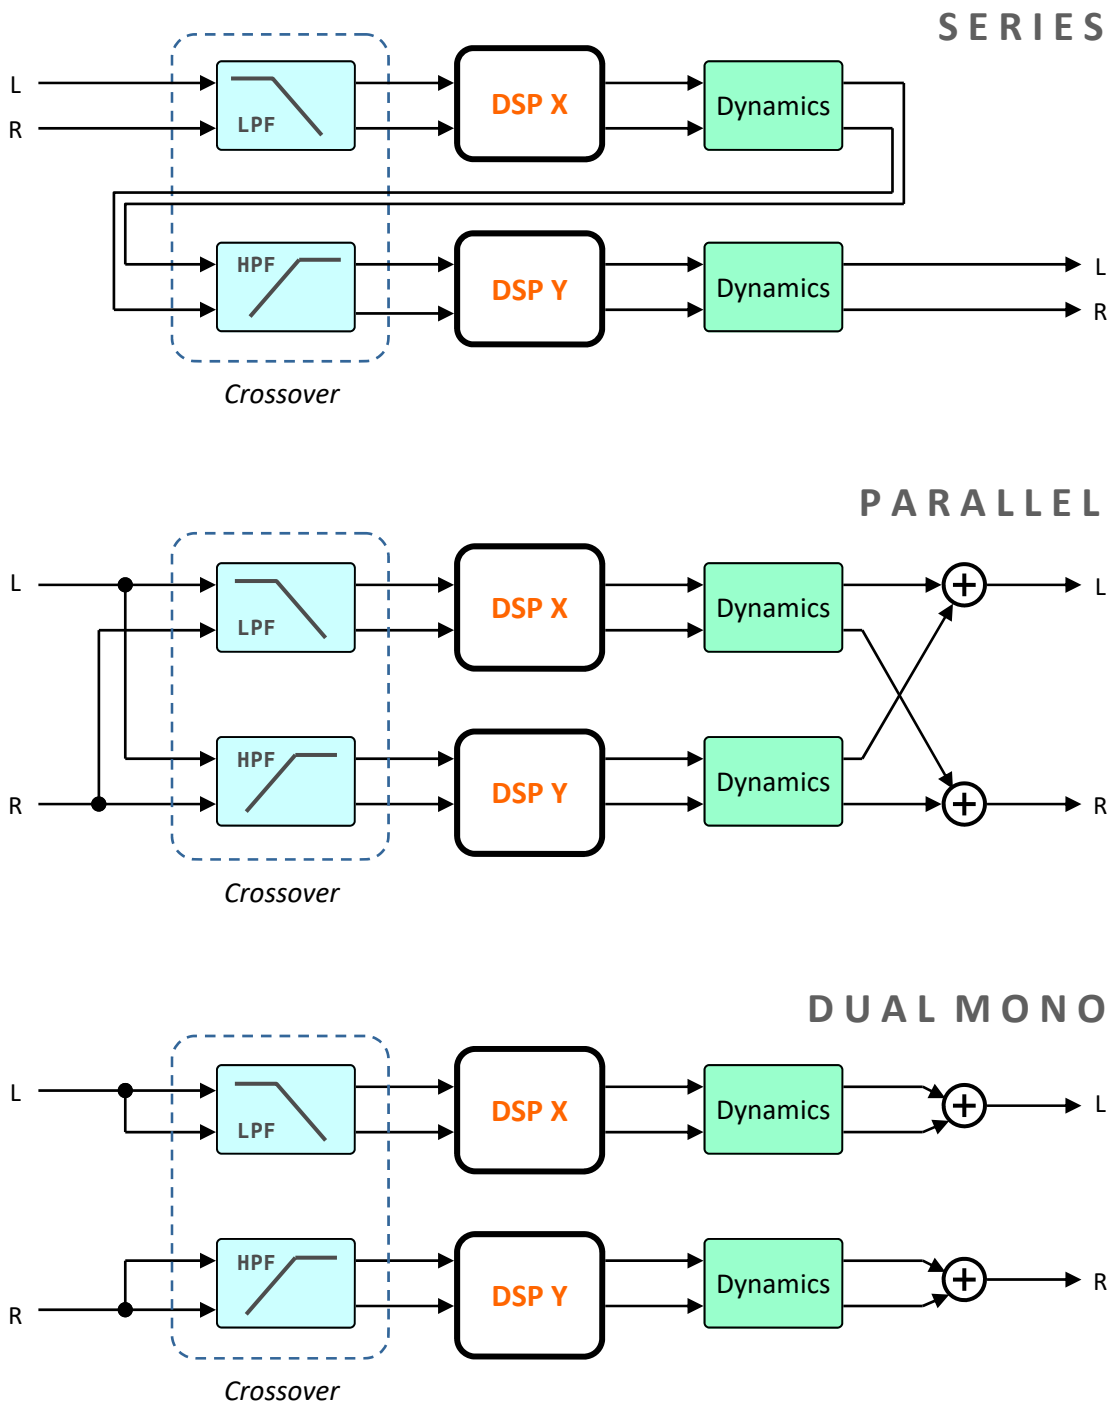 SERIES
L
LPF
DSP X
Dynamics
R
HPF
DSP Y
Dynamics
L
R
Crossover
PARALLEL
L
LPF
DSP X
Dynamics
L
HPF
DSP Y
Dynamics
R
R
Crossover
DUAL MONO
L
LPF
DSP X
Dynamics
L
HPF
DSP Y
Dynamics
R
R
Crossover